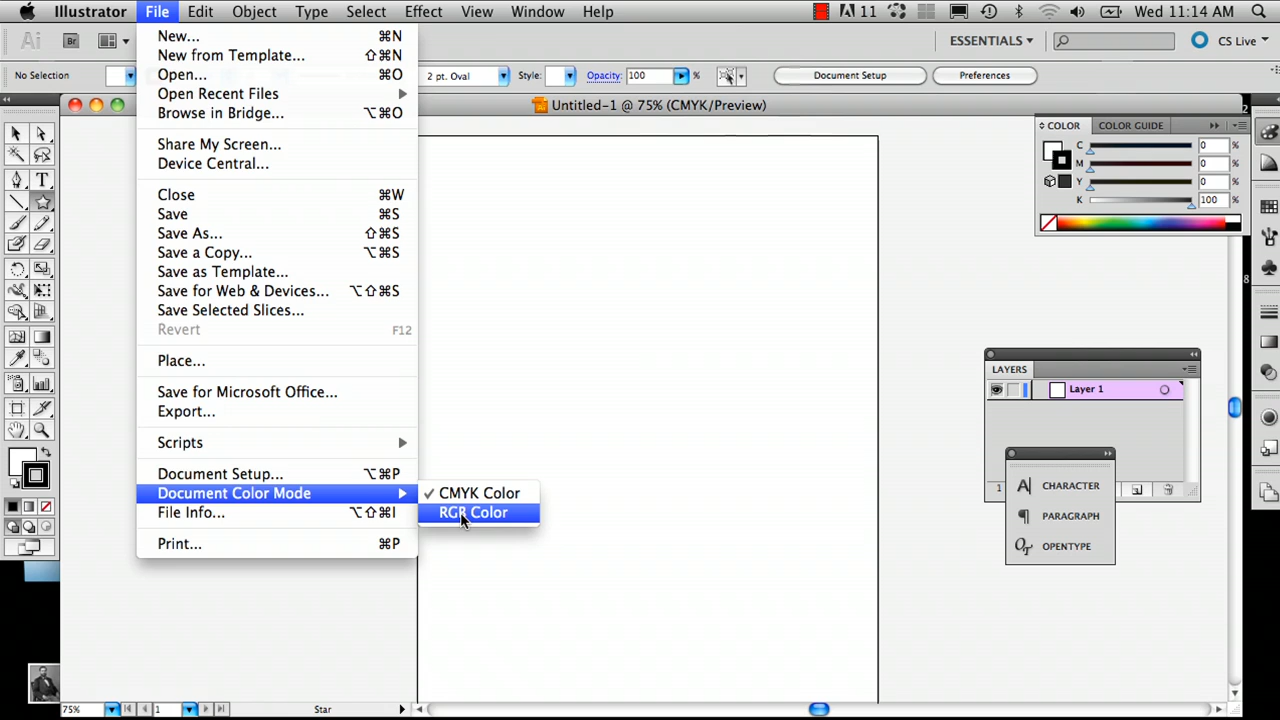 Illustrator File Edit Object Type Select Effect View Window Help 11 Wed 11:14 AM
Ai Br ESSENTIALS CS Live
No Selection 2 pt. Oval Style: Opacity: 100 % Document Setup Preferences
Untitled-1 @ 75% (CMYK/Preview)
New... ⌘N
New from Template... ⇧⌘N
Open... ⌘O
Open Recent Files
Browse in Bridge... ⌥⌘O
Share My Screen...
Device Central...
Close ⌘W
Save ⌘S
Save As... ⇧⌘S
Save a Copy... ⌥⌘S
Save as Template...
Save for Web & Devices... ⌥⇧⌘S
Save Selected Slices...
Revert F12
Place...
Save for Microsoft Office...
Export...
Scripts
Document Setup... ⌥⌘P
Document Color Mode
File Info... ⌥⇧⌘I
Print... ⌘P
✓ CMYK Color
RGB Color
COLOR COLOR GUIDE
C 0 %
M 0 %
Y 0 %
K 100 %
LAYERS
Layer 1
1
CHARACTER
PARAGRAPH
OPENTYPE
75% 1 Star